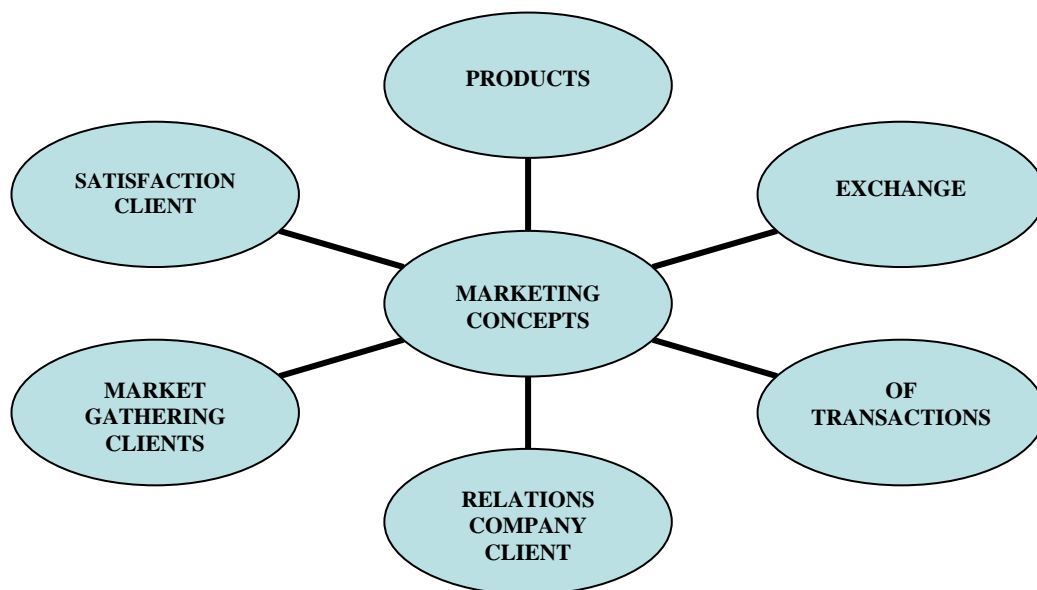 PRODUCTS
SATISFACTION
CLIENT
EXCHANGE
MARKETING
CONCEPTS
MARKET
GATHERING
CLIENTS
OF
TRANSACTIONS
RELATIONS
COMPANY
CLIENT